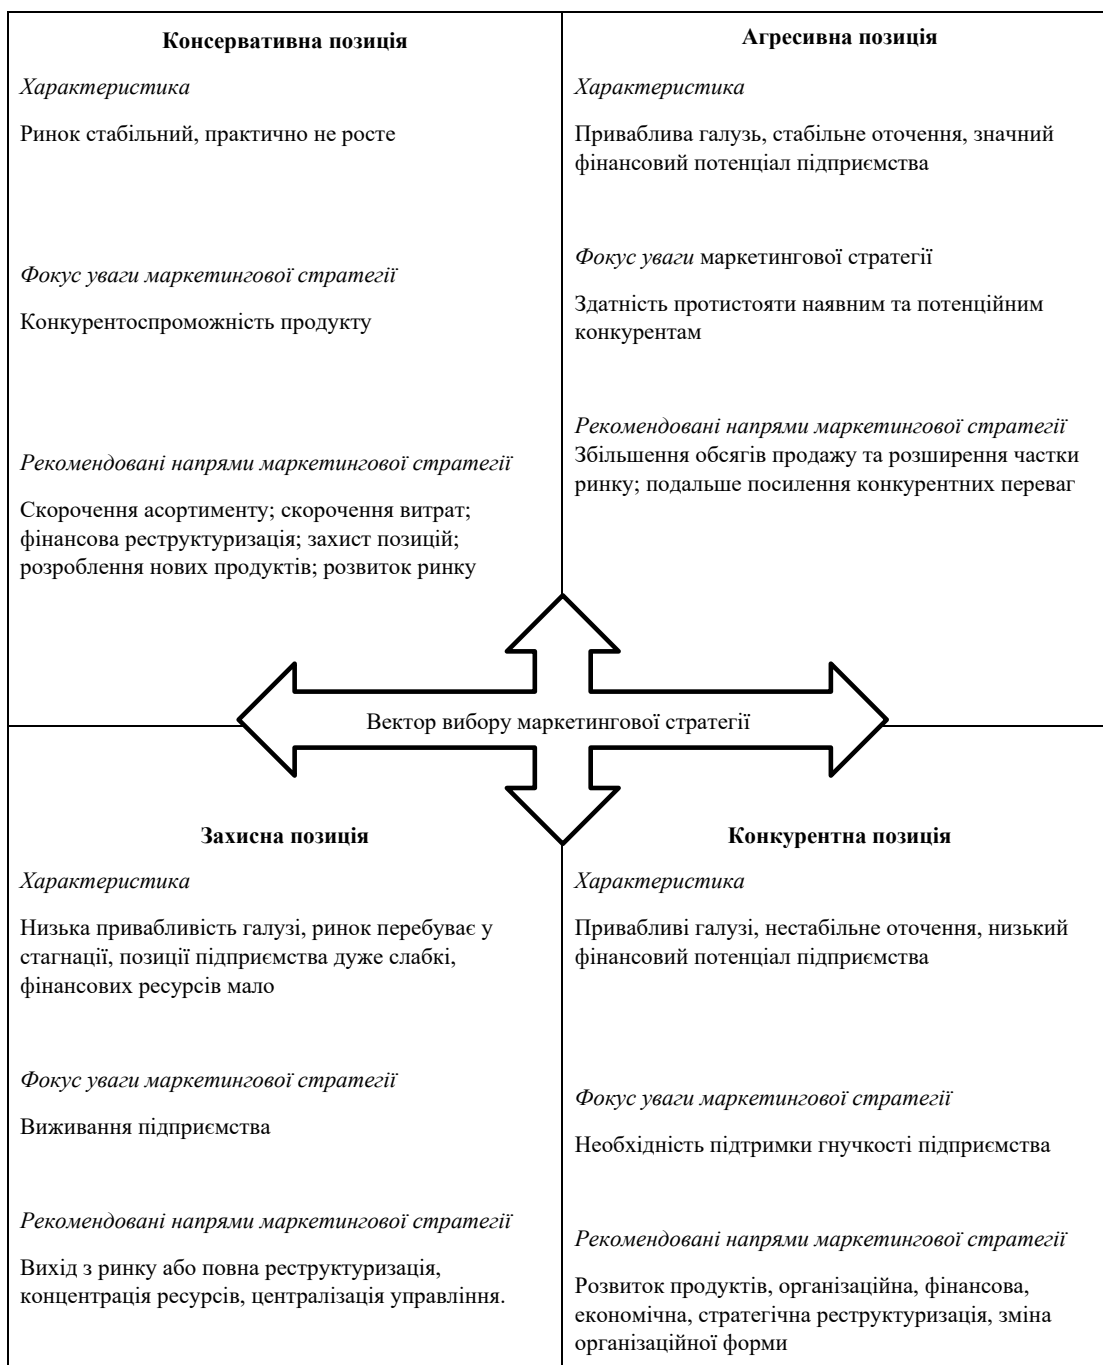 Консервативна позиція
Характеристика
Ринок стабільний, практично не росте
Фокус уваги маркетингової стратегії
Конкурентоспроможність продукту
Рекомендовані напрями маркетингової стратегії
Скорочення асортименту; скорочення витрат;
фінансова реструктуризація; захист позицій;
розроблення нових продуктів; розвиток ринку
Агресивна позиція
Характеристика
Приваблива галузь, стабільне оточення, значний
фінансовий потенціал підприємства
Фокус уваги маркетингової стратегії
Здатність протистояти наявним та потенційним
конкурентам
Рекомендовані напрями маркетингової стратегії
Збільшення обсягів продажу та розширення частки
ринку; подальше посилення конкурентних переваг
Вектор вибору маркетингової стратегії
Захисна позиція
Характеристика
Низька привабливість галузі, ринок перебуває у
стагнації, позиції підприємства дуже слабкі,
фінансових ресурсів мало
Фокус уваги маркетингової стратегії
Виживання підприємства
Рекомендовані напрями маркетингової стратегії
Вихід з ринку або повна реструктуризація,
концентрація ресурсів, централізація управління.
Конкурентна позиція
Характеристика
Привабливі галузі, нестабільне оточення, низький
фінансовий потенціал підприємства
Фокус уваги маркетингової стратегії
Необхідність підтримки гнучкості підприємства
Рекомендовані напрями маркетингової стратегії
Розвиток продуктів, організаційна, фінансова,
економічна, стратегічна реструктуризація, зміна
організаційної форми